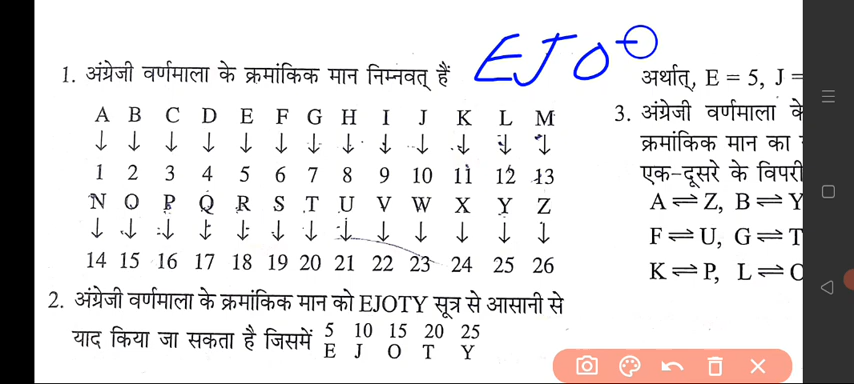 1. अंग्रेजी वर्णमाला के क्रमांकिक मान निम्नवत् हैं
EJO
A B C D E F G H I J K L M
↓ ↓ ↓ ↓ ↓ ↓ ↓ ↓ ↓ ↓ ↓ ↓ ↓
1 2 3 4 5 6 7 8 9 10 11 12 13
N O P Q R S T U V W X Y Z
↓ ↓ ↓ ↓ ↓ ↓ ↓ ↓ ↓ ↓ ↓ ↓ ↓
14 15 16 17 18 19 20 21 22 23 24 25 26
2. अंग्रेजी वर्णमाला के क्रमांकिक मान को EJOTY सूत्र से आसानी से
याद किया जा सकता है जिसमें 5 10 15 20 25
E J O T Y
अर्थात्, E = 5, J =
3. अंग्रेजी वर्णमाला के
क्रमांकिक मान का
एक-दूसरे के विपरी
A⇌Z, B⇌Y
F⇌U, G⇌T
K⇌P, L⇌O